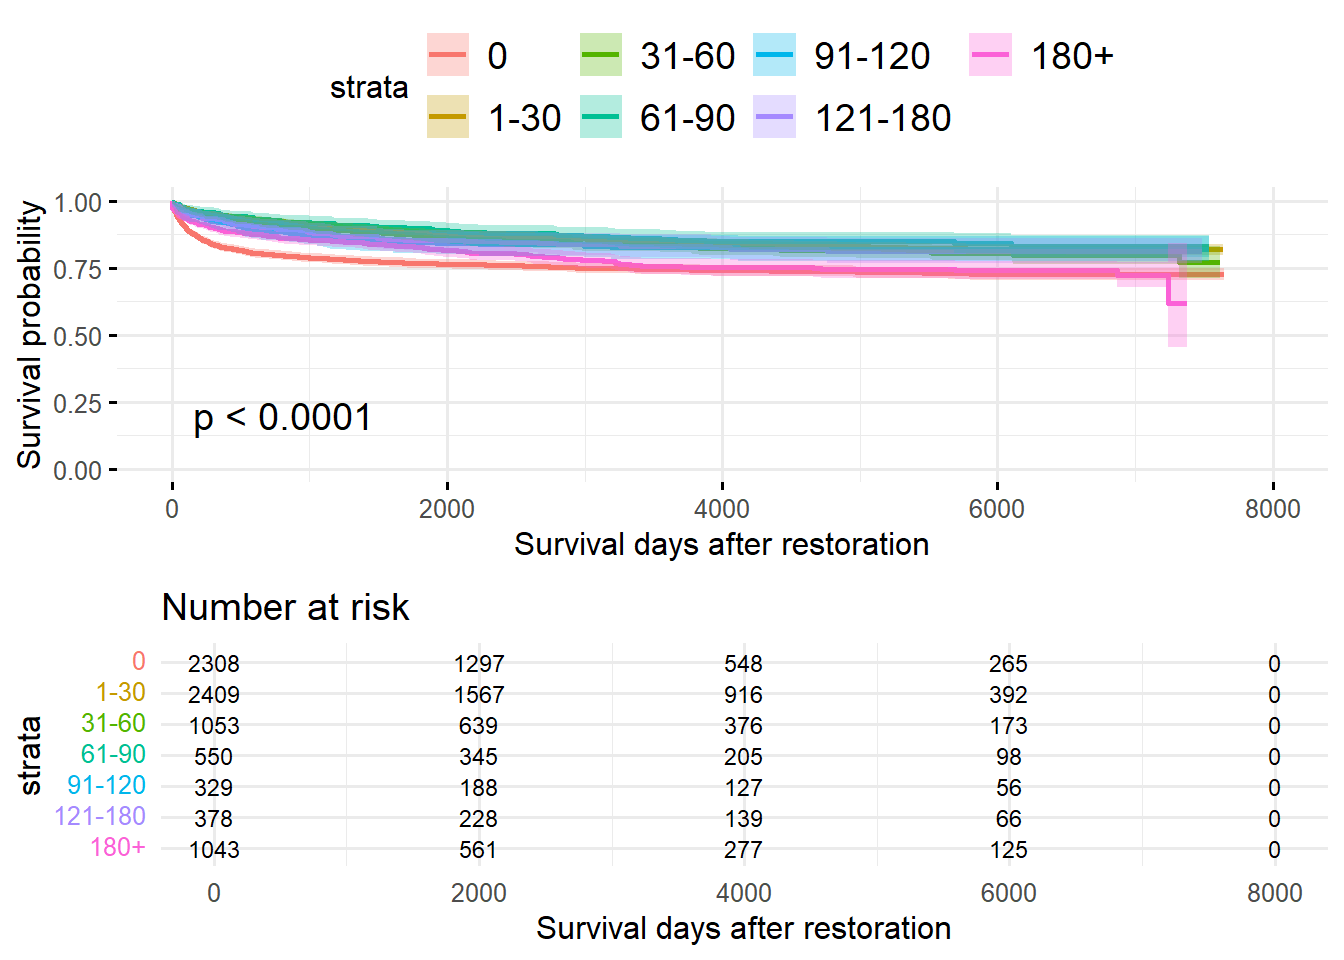 strata
0 31-60 91-120 180+
1-30 61-90 121-180
Survival probability
1.00
0.75
0.50
0.25
0.00
p < 0.0001
0 2000 4000 6000 8000
Survival days after restoration
Number at risk
strata
0 2308 1297 548 265 0
1-30 2409 1567 916 392 0
31-60 1053 639 376 173 0
61-90 550 345 205 98 0
91-120 329 188 127 56 0
121-180 378 228 139 66 0
180+ 1043 561 277 125 0
0 2000 4000 6000 8000
Survival days after restoration